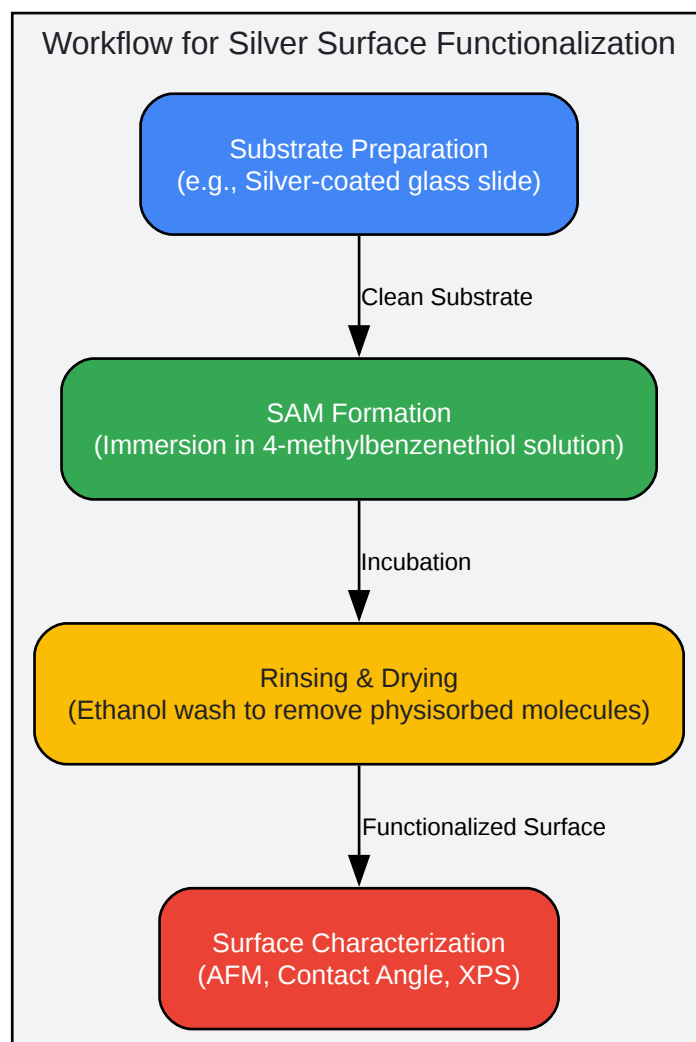 Workflow for Silver Surface Functionalization
Substrate Preparation
(e.g., Silver-coated glass slide)
Clean Substrate
SAM Formation
(Immersion in 4-methylbenzenethiol solution)
Incubation
Rinsing & Drying
(Ethanol wash to remove physisorbed molecules)
Functionalized Surface
Surface Characterization
(AFM, Contact Angle, XPS)